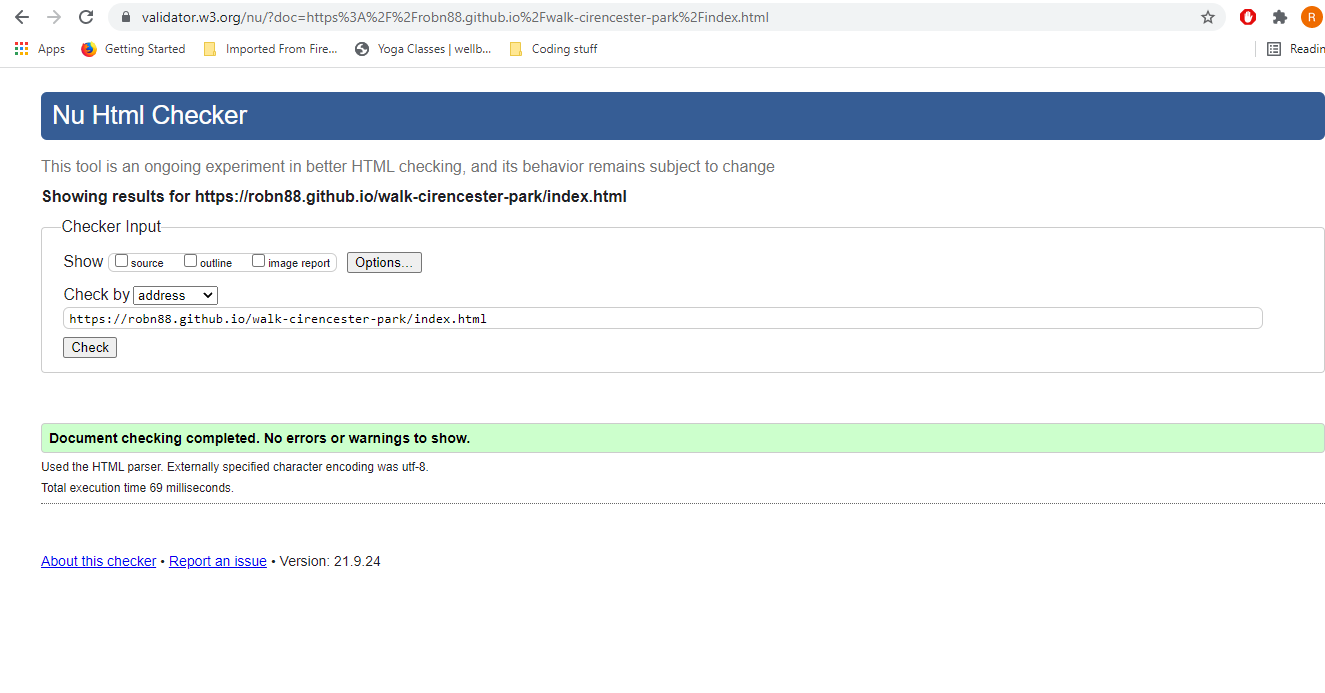 validator.w3.org/nu/?doc=https%3A%2F%2Frobn88.github.io%2Fwalk-cirencester-park%2Findex.html
R
Apps Getting Started Imported From Fire... Yoga Classes | wellb... Coding stuff Readin
Nu Html Checker
This tool is an ongoing experiment in better HTML checking, and its behavior remains subject to change
Showing results for https://robn88.github.io/walk-cirencester-park/index.html
Checker Input
Show source outline image report Options...
Check by address
https://robn88.github.io/walk-cirencester-park/index.html
Check
Document checking completed. No errors or warnings to show.
Used the HTML parser. Externally specified character encoding was utf-8.
Total execution time 69 milliseconds.
About this checker • Report an issue • Version: 21.9.24